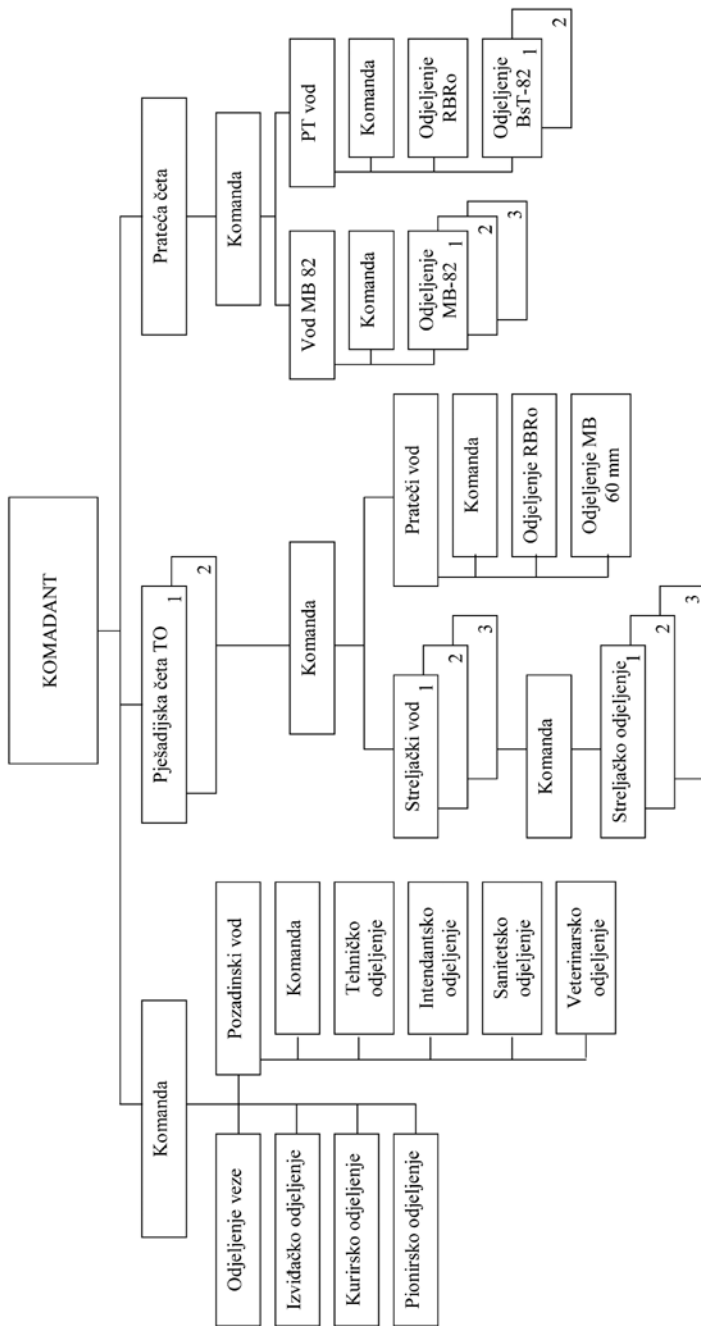 KOMADANT
Komanda
Odjeljenje veze
Izviđačko odjeljenje
Kurirsko odjeljenje
Pionirsko odjeljenje
Pozadinski vod
Komanda
Tehničko
odjeljenje
Intendantsko
odjeljenje
Sanitetsko
odjeljenje
Veterinarsko
odjeljenje
Pješadijska četa TO
1
2
Komanda
Streljački vod
1
2
3
Komanda
Streljačko odjeljenje
1
2
3
Prateči vod
Komanda
Odjeljenje RBRo
Odjeljenje MB
60 mm
Prateća četa
Komanda
Vod MB 82
Komanda
Odjeljenje
MB-82
1
2
3
PT vod
Komanda
Odjeljenje
RBRo
Odjeljenje
BsT-82
1
2